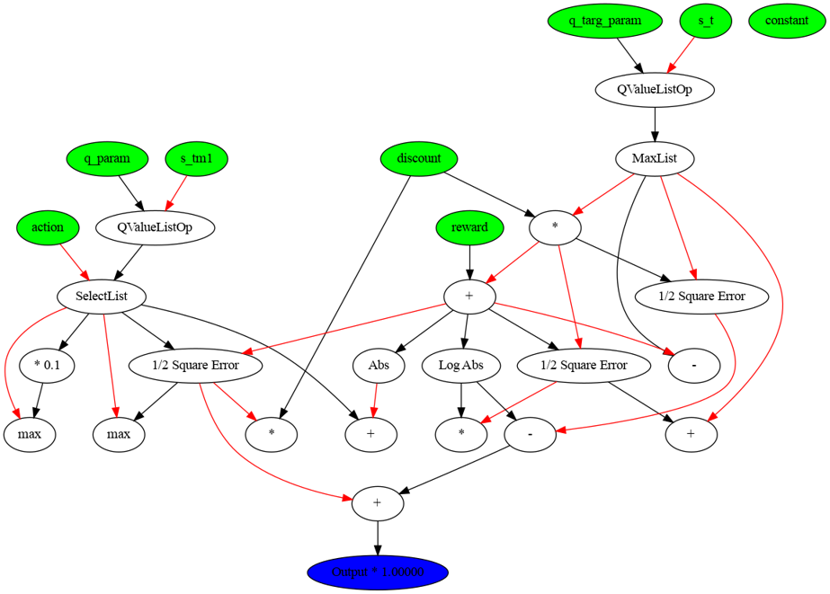 q_targ_param s_t constant
QValueListOp
q_param s_tm1 discount MaxList
action QValueListOp reward *
SelectList + 1/2 Square Error
* 0.1 1/2 Square Error Abs Log Abs 1/2 Square Error -
max max * + * - +
+
Output * 1.00000